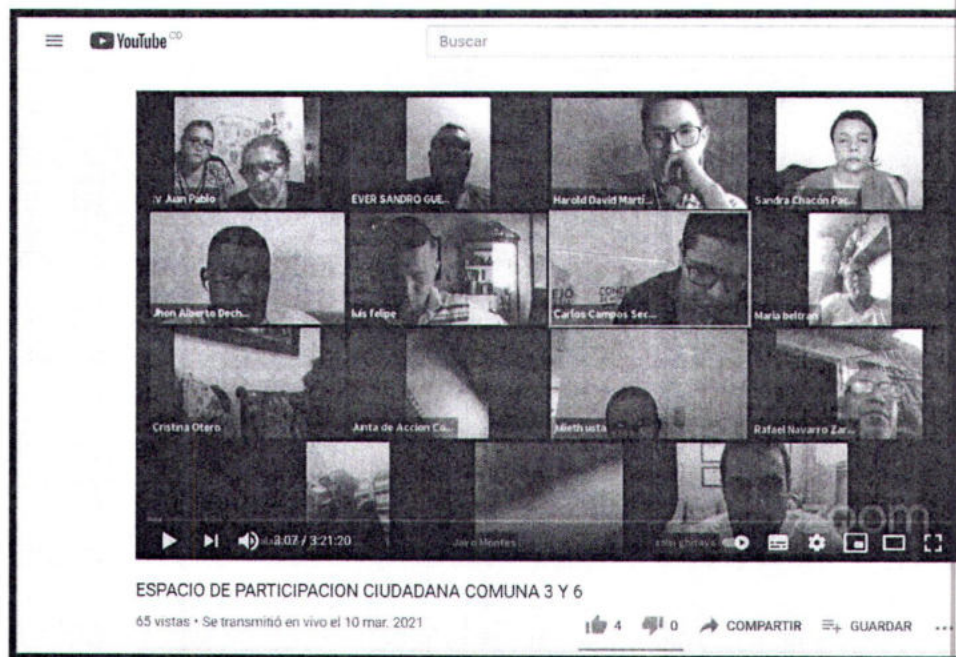 YouTube CO
Buscar
:v Juan Pablo
EVER SANDRO GUE...
Harold David Marti...
Sandra Chacón Pac...
Jhon Alberto Dech...
luis felipe
Carlos Campos Sec...
Maria beltran
Cristina Otero
Junta de Accion Co...
Julieth usta
Rafael Navarro Zar...
zoom
3:07 / 3:21:20
Jairo Montes
ESPACIO DE PARTICIPACION CIUDADANA COMUNA 3 Y 6
65 vistas • Se transmitió en vivo el 10 mar. 2021
4
0
COMPARTIR
GUARDAR
...